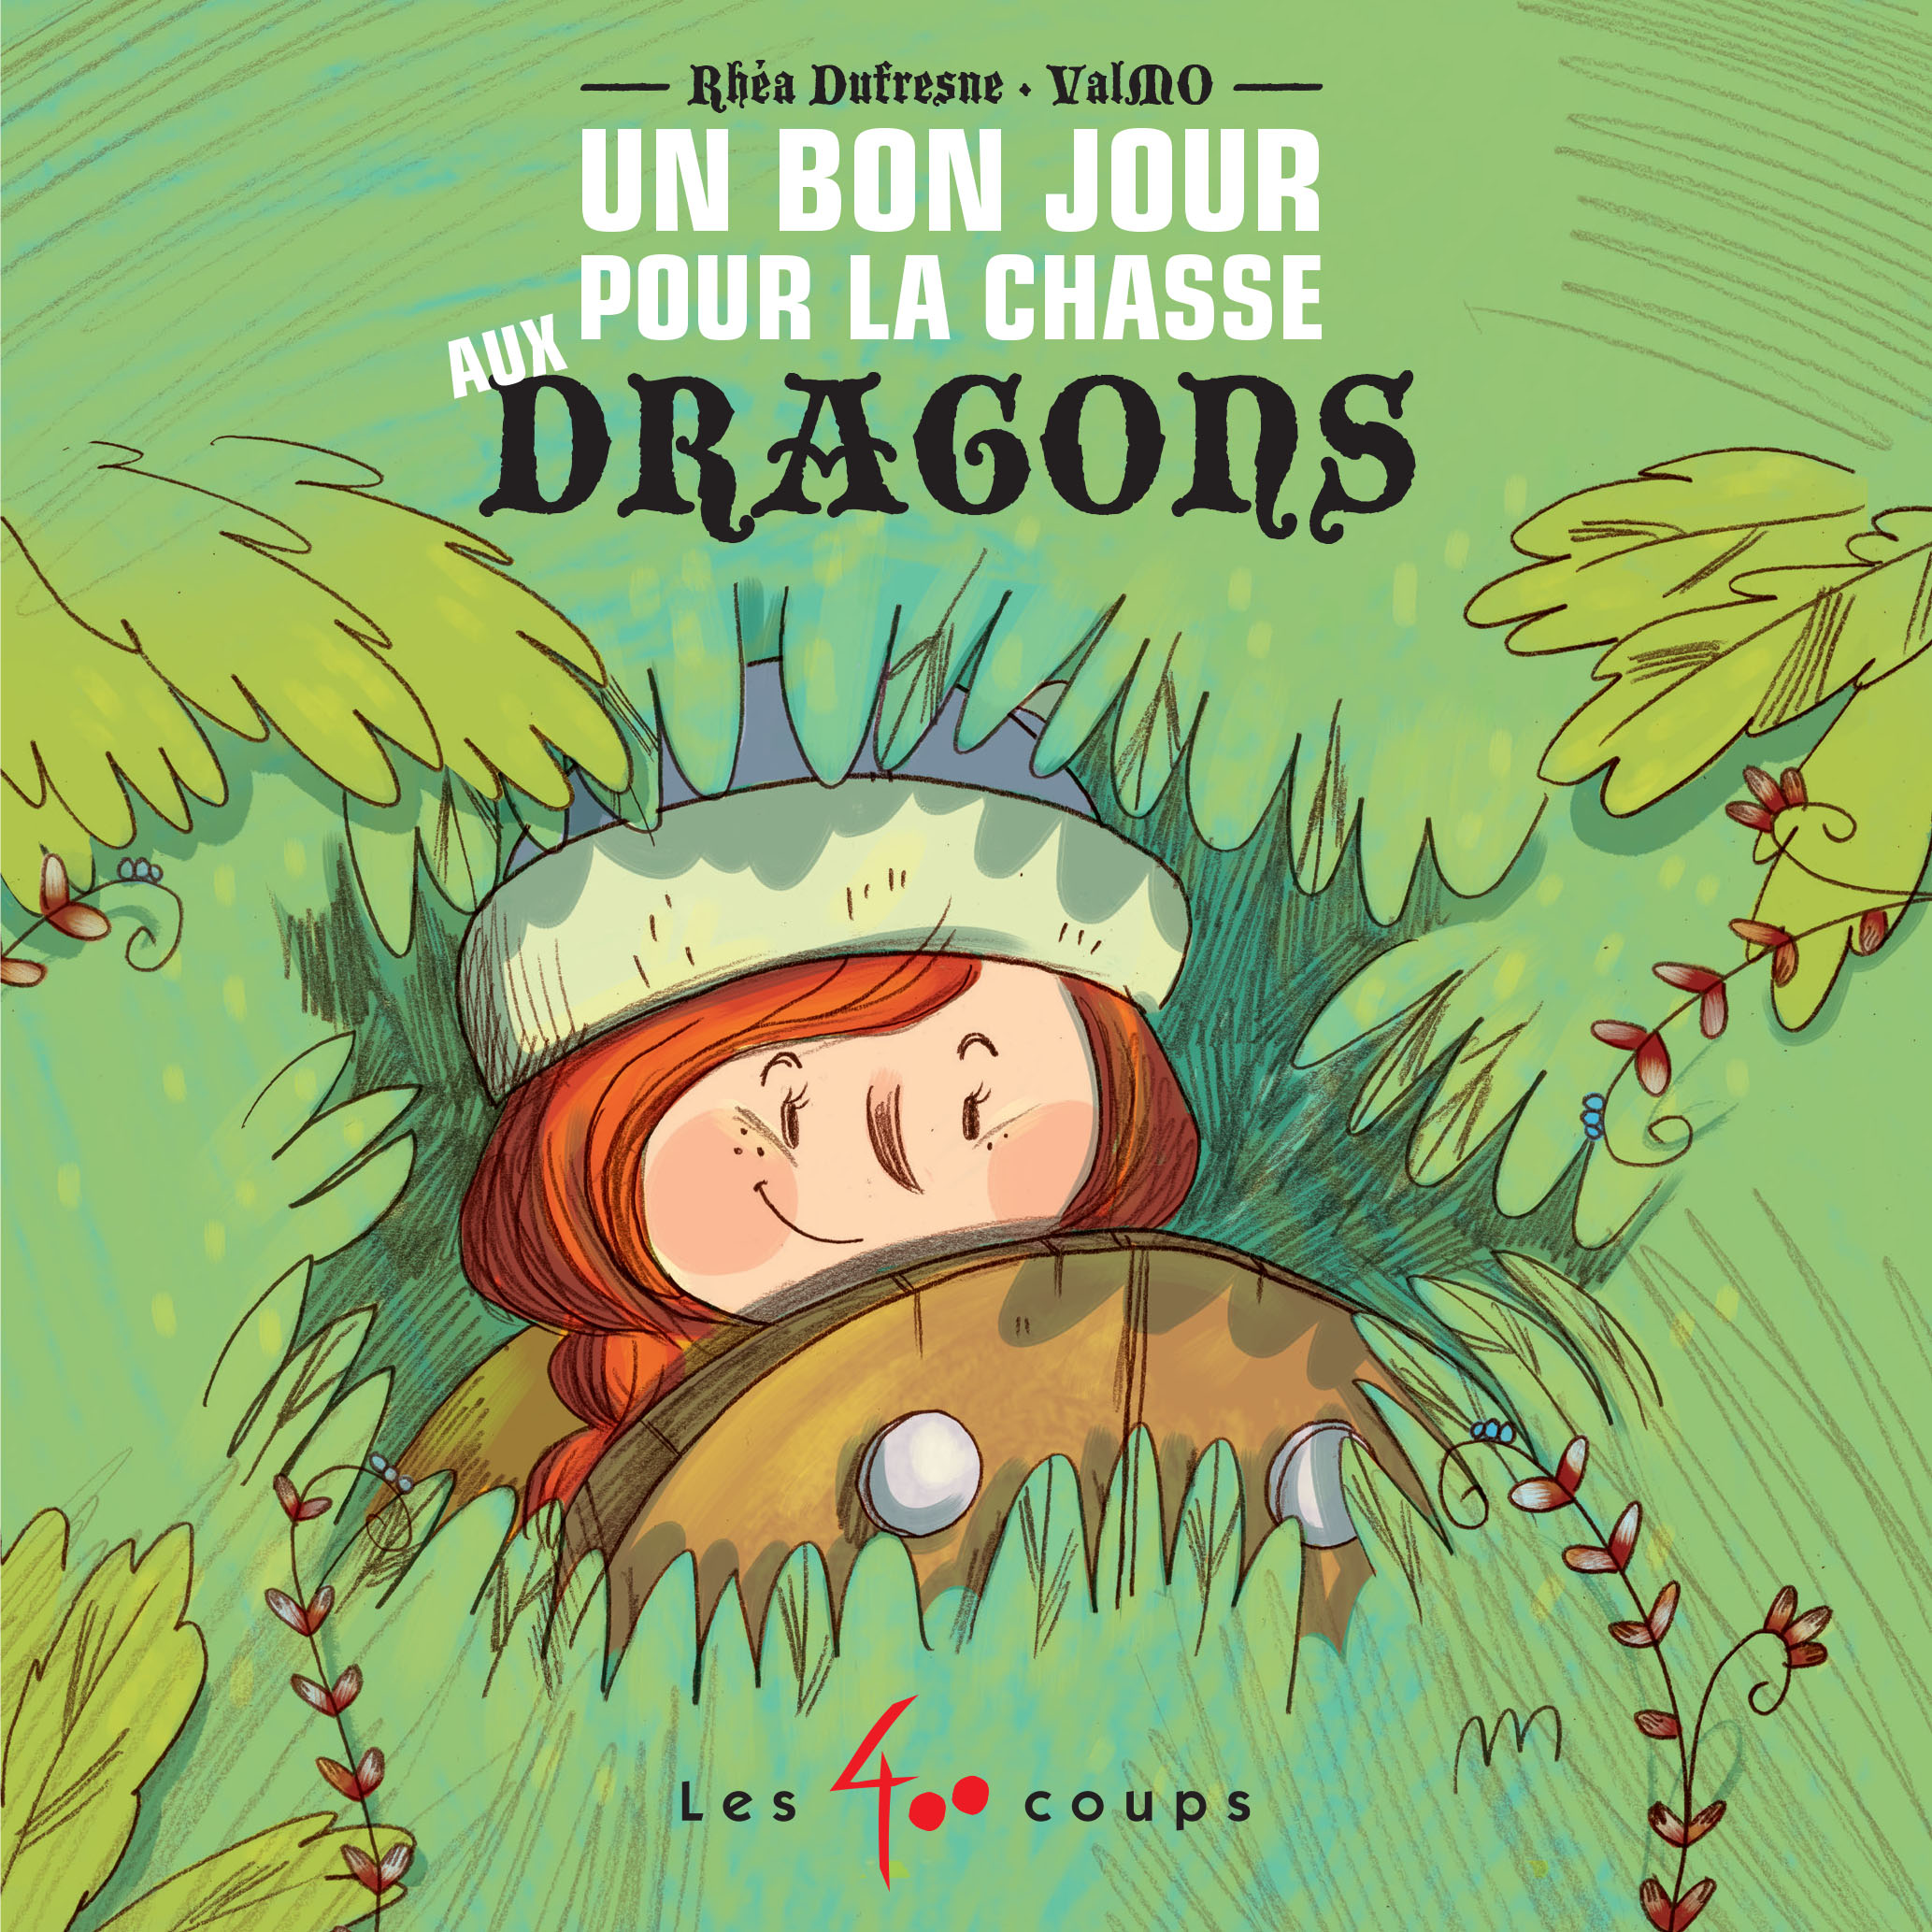 Rhéa Dufresne • ValMO
UN BON JOUR
POUR LA CHASSE
AUX
DRAGONS
Les 400 coups